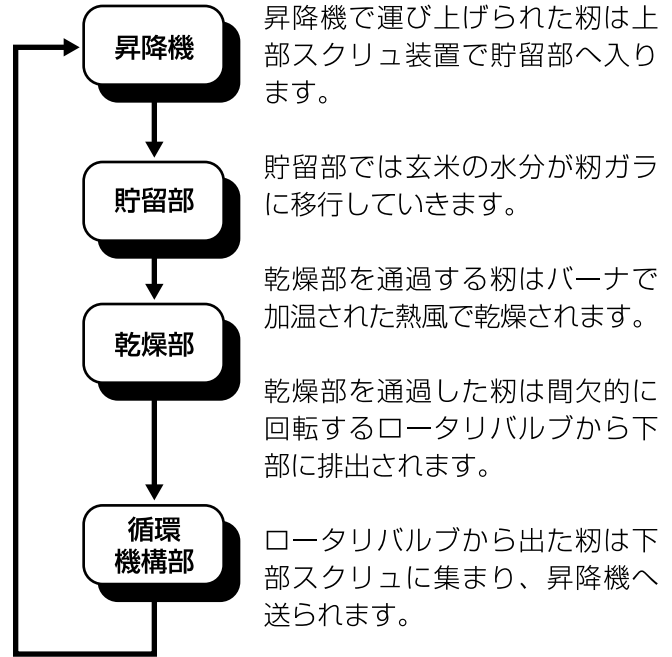 昇降機
昇降機で運び上げられた籾は上
部スクリュ装置で貯留部へ入り
ます。
貯留部
貯留部では玄米の水分が籾ガラ
に移行していきます。
乾燥部
乾燥部を通過する籾はバーナで
加温された熱風で乾燥されます。
乾燥部を通過した籾は間欠的に
回転するロータリバルブから下
部に排出されます。
循環
機構部
ロータリバルブから出た籾は下
部スクリュに集まり、昇降機へ
送られます。